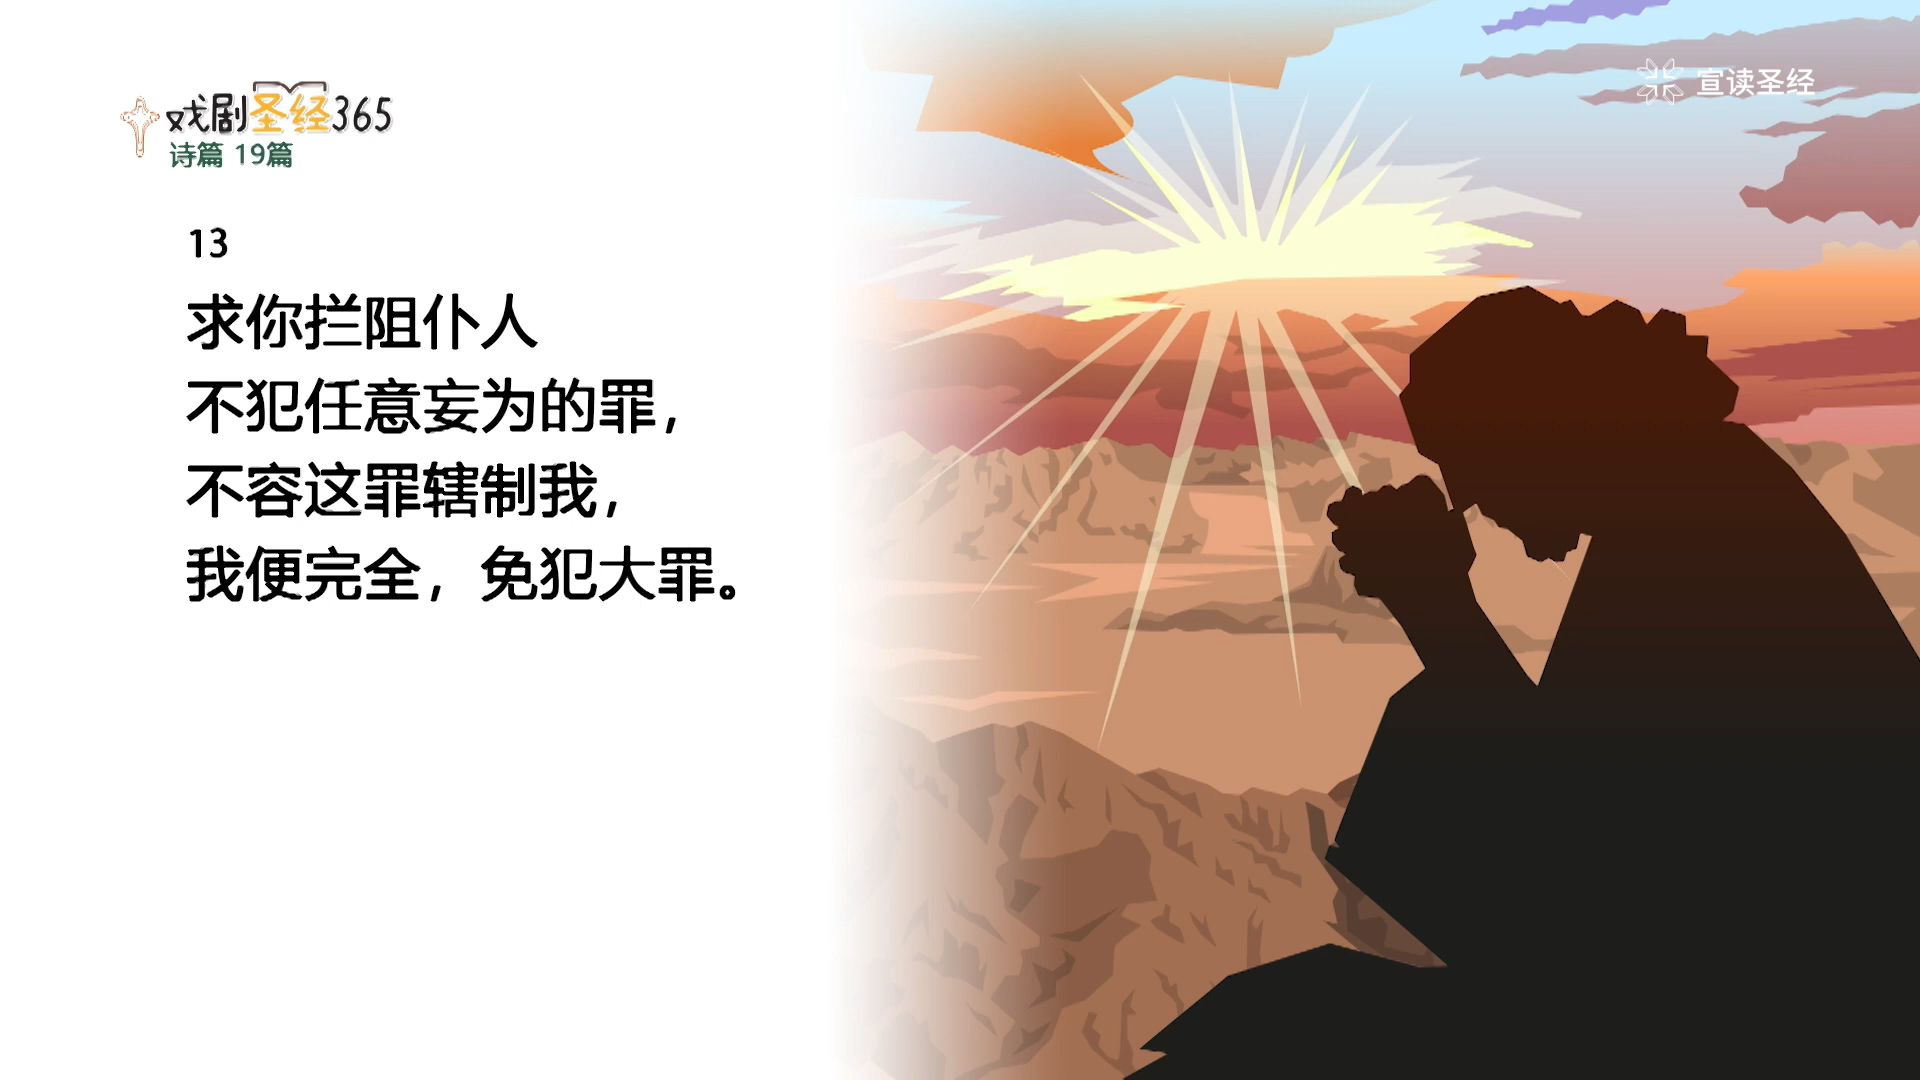 戏剧圣经365
诗篇 19篇
宣读圣经
13
求你拦阻仆人
不犯任意妄为的罪，
不容这罪辖制我，
我便完全，免犯大罪。